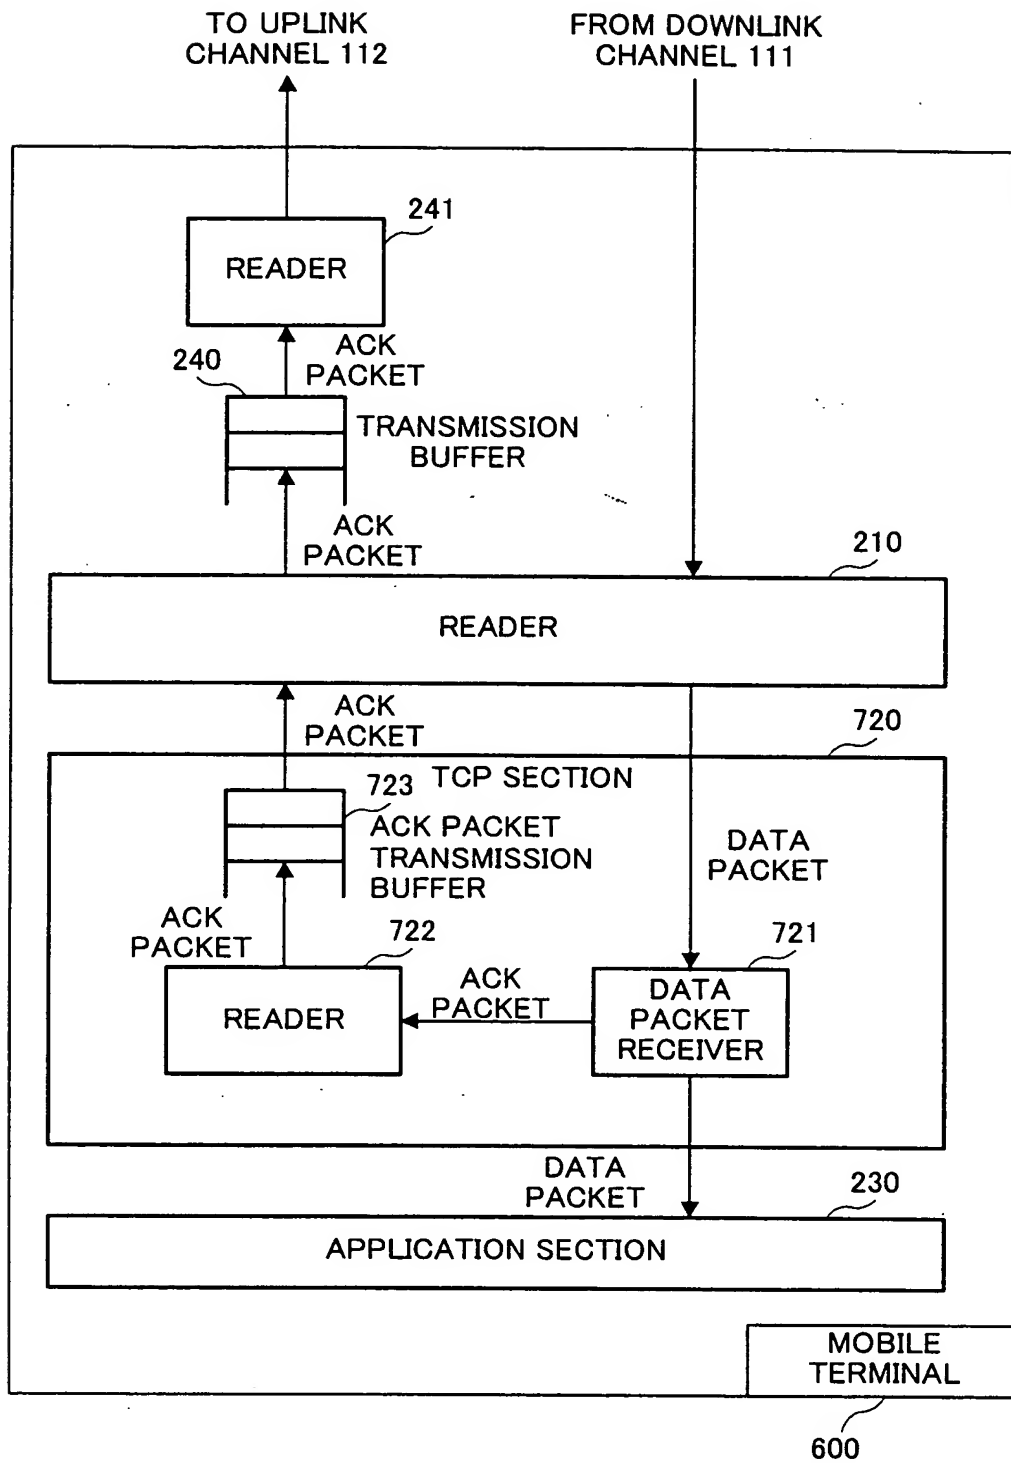 TO UPLINK
CHANNEL 112
FROM DOWNLINK
CHANNEL 111
241
READER
240
ACK
PACKET
TRANSMISSION
BUFFER
ACK
PACKET
210
READER
ACK
PACKET
720
TCP SECTION
723
ACK PACKET
TRANSMISSION
BUFFER
DATA
PACKET
ACK
PACKET
722
721
READER
ACK
PACKET
DATA
PACKET
RECEIVER
DATA
PACKET
230
APPLICATION SECTION
MOBILE
TERMINAL
600